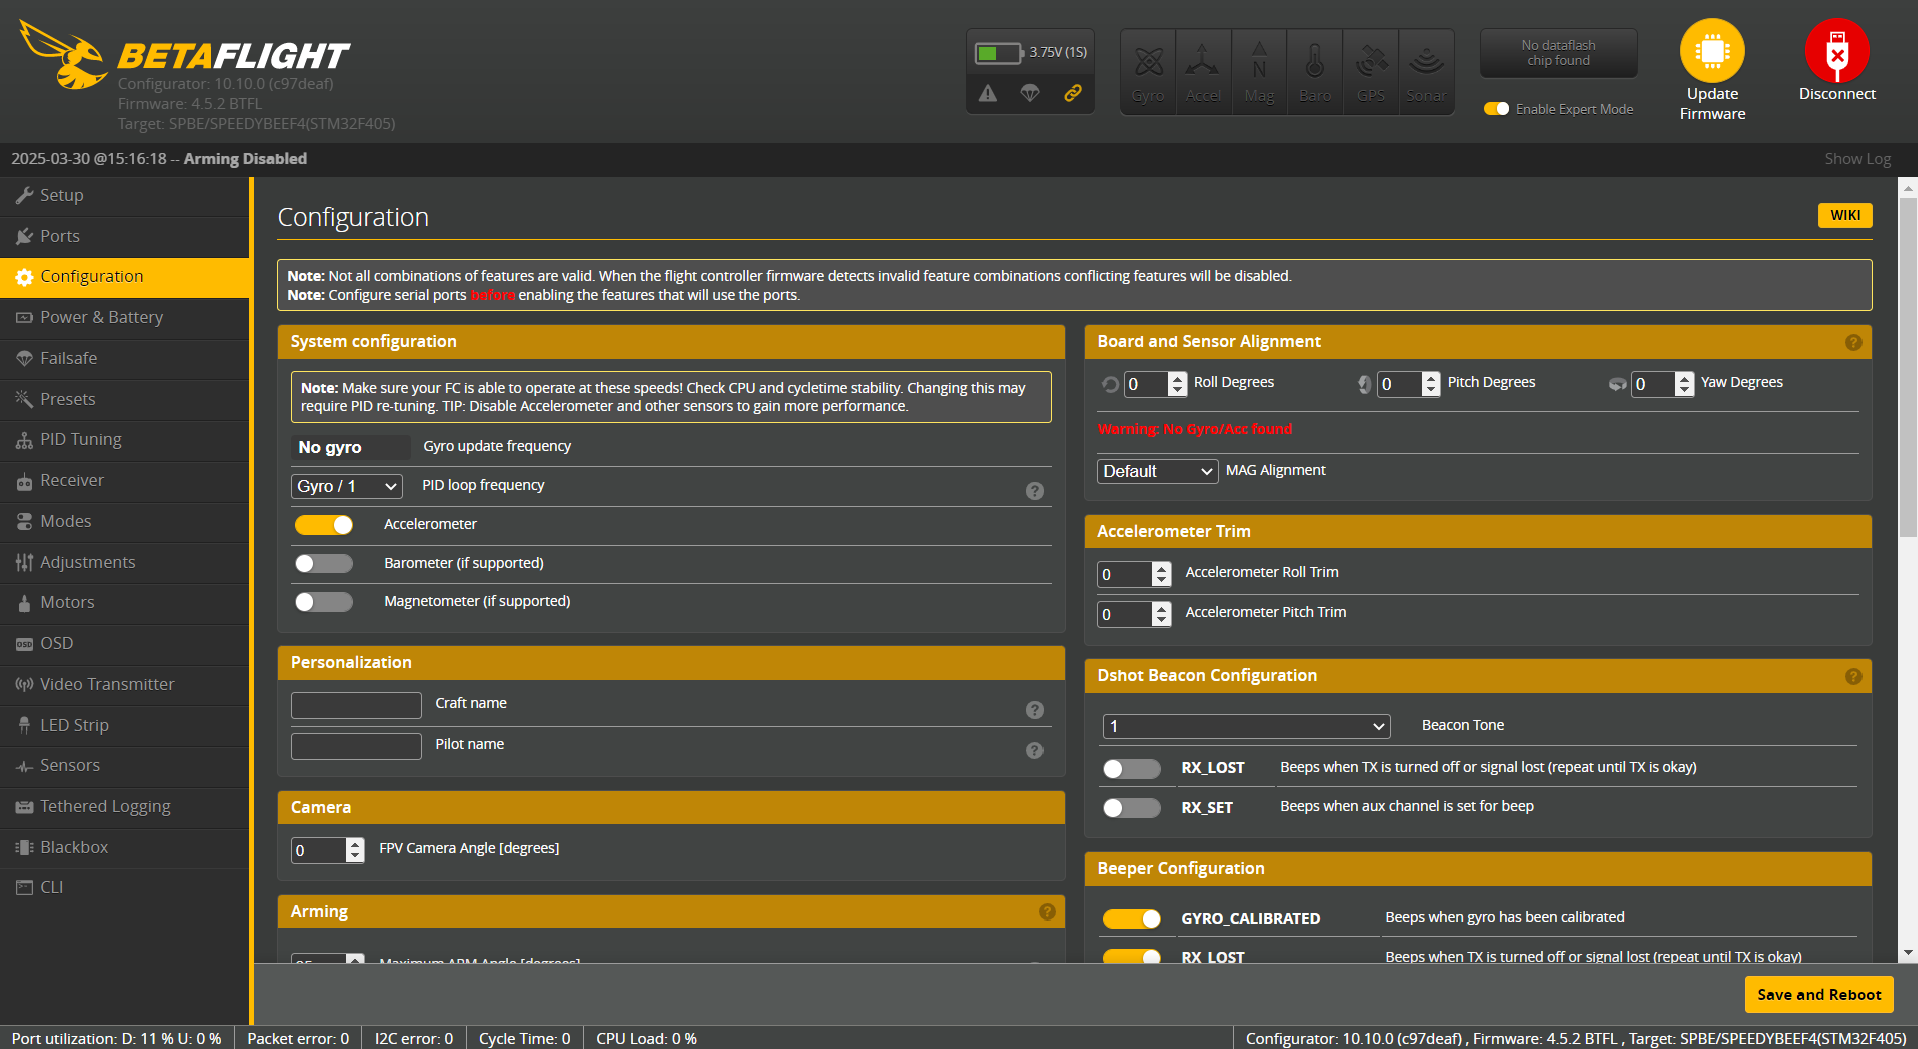 BETAFLIGHT
Configurator: 10.10.0 (c97deaf)
Firmware: 4.5.2 BTFL
Target: SPBE/SPEEDYBEEF4(STM32F405)
3.75V (1S)
Gyro
Accel
Mag
Baro
GPS
Sonar
No dataflash
chip found
Enable Expert Mode
Update
Firmware
Disconnect
2025-03-30 @15:16:18 -- Arming Disabled
Show Log
Setup
Ports
Configuration
Power & Battery
Failsafe
Presets
PID Tuning
Receiver
Modes
Adjustments
Motors
OSD
Video Transmitter
LED Strip
Sensors
Tethered Logging
Blackbox
CLI
Configuration
WIKI
Note: Not all combinations of features are valid. When the flight controller firmware detects invalid feature combinations conflicting features will be disabled.
Note: Configure serial ports before enabling the features that will use the ports.
System configuration
Note: Make sure your FC is able to operate at these speeds! Check CPU and cycletime stability. Changing this may
require PID re-tuning. TIP: Disable Accelerometer and other sensors to gain more performance.
No gyro Gyro update frequency
Gyro / 1 PID loop frequency
Accelerometer
Barometer (if supported)
Magnetometer (if supported)
Personalization
Craft name
Pilot name
Camera
0 FPV Camera Angle [degrees]
Arming
Maximum ARM Angle [degrees]
Board and Sensor Alignment
0 Roll Degrees 0 Pitch Degrees 0 Yaw Degrees
Warning: No Gyro/Acc found
Default MAG Alignment
Accelerometer Trim
0 Accelerometer Roll Trim
0 Accelerometer Pitch Trim
Dshot Beacon Configuration
1 Beacon Tone
RX_LOST Beeps when TX is turned off or signal lost (repeat until TX is okay)
RX_SET Beeps when aux channel is set for beep
Beeper Configuration
GYRO_CALIBRATED Beeps when gyro has been calibrated
RX_LOST Beeps when TX is turned off or signal lost (repeat until TX is okay)
Save and Reboot
Port utilization: D: 11 % U: 0 % Packet error: 0 I2C error: 0 Cycle Time: 0 CPU Load: 0 %
Configurator: 10.10.0 (c97deaf) , Firmware: 4.5.2 BTFL , Target: SPBE/SPEEDYBEEF4(STM32F405)